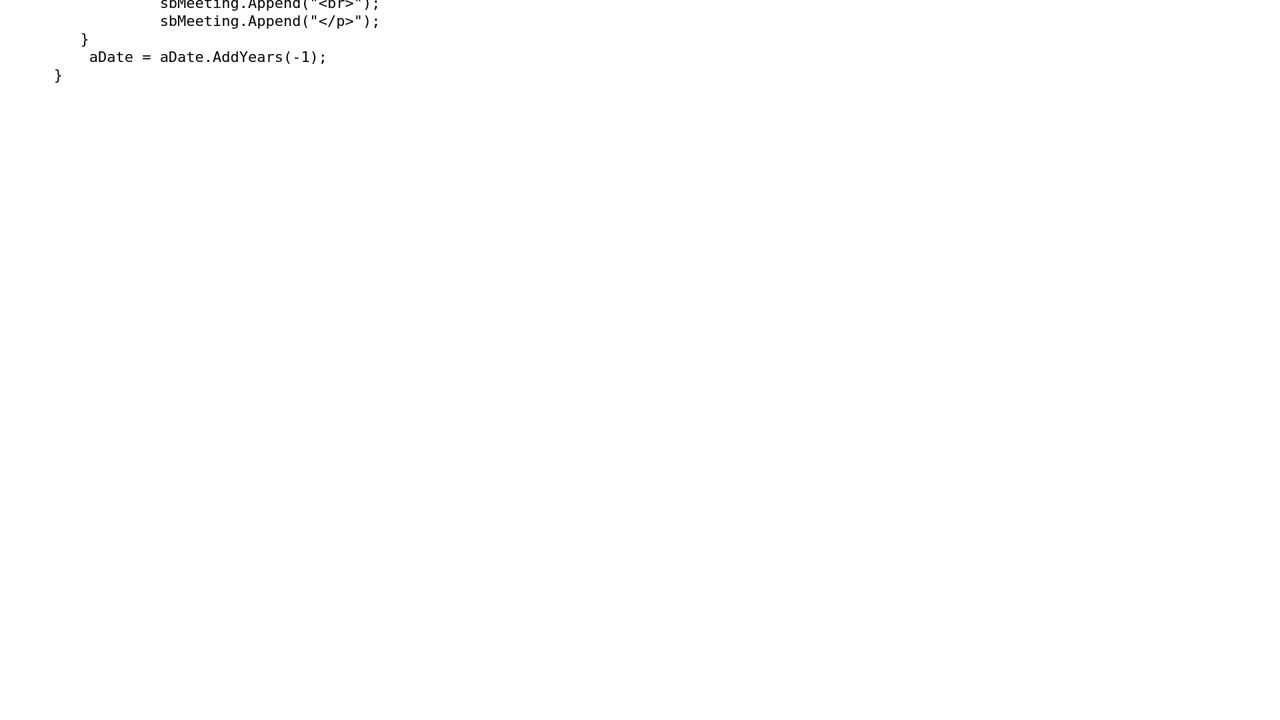 sbMeeting.Append("<br>");
sbMeeting.Append("</p>");
}
aDate = aDate.AddYears(-1);
}